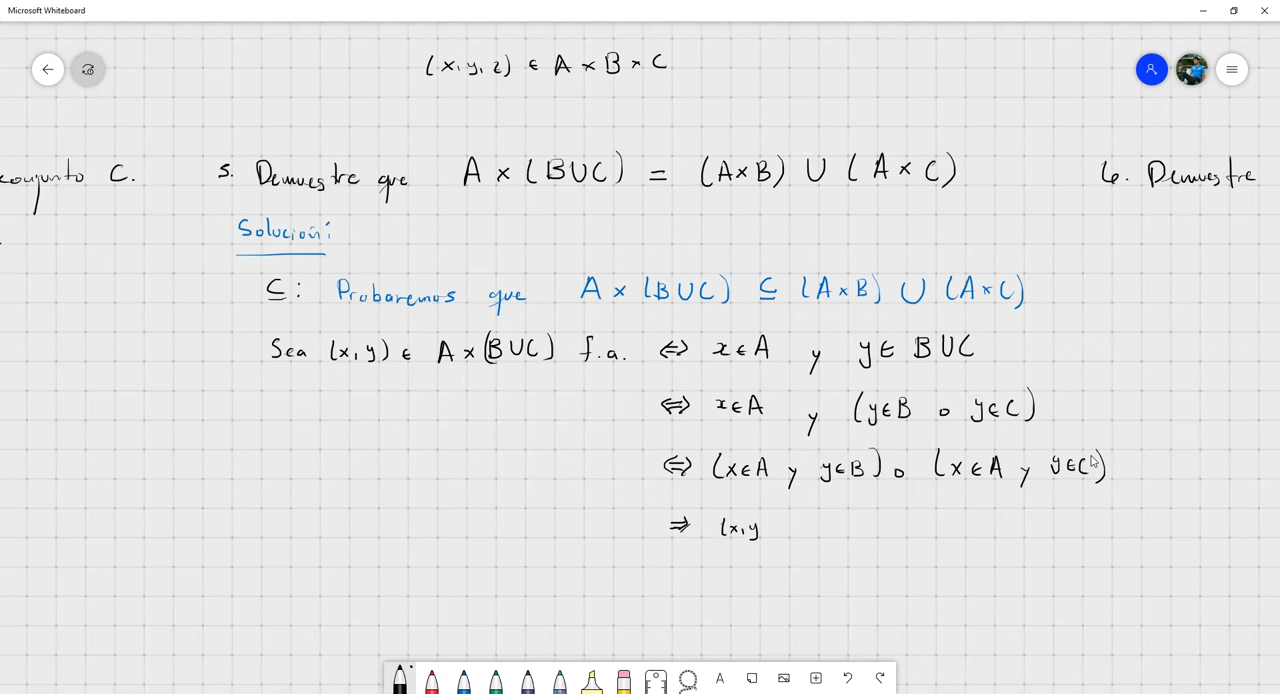 Microsoft Whiteboard
(x,y,z) ∈ A × B × C
conjunto C.
5. Demuestre que A × (B∪C) = (A×B) ∪ (A×C)
6. Demuestre
Solución:
⊆: Probaremos que A × (B∪C) ⊆ (A×B) ∪ (A×C)
Sea (x,y) ∈ A × (B∪C) f.a. ⇔ x∈A y y∈ B∪C
⇔ x∈A y (y∈B o y∈C)
⇔ (x∈A y y∈B) o (x∈A y y∈C)
⇒ (x,y
A